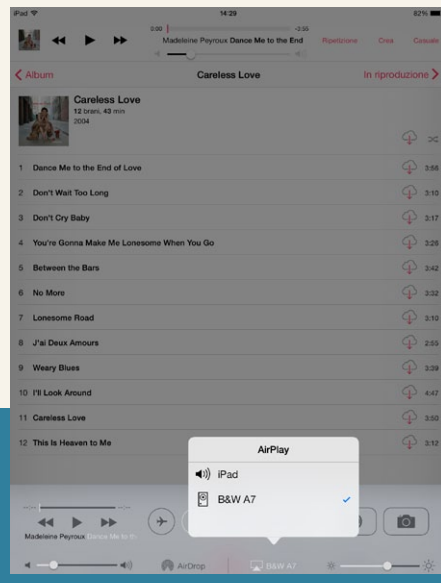 iPad 14:29 82%
0:00 -3:55
Madeleine Peyroux Dance Me to the End Ripetizione Crea Casuale
Album Careless Love In riproduzione
Careless Love
12 brani, 43 min
2004
1 Dance Me to the End of Love 3:56
2 Don't Wait Too Long 3:10
3 Don't Cry Baby 3:17
4 You're Gonna Make Me Lonesome When You Go 3:26
5 Between the Bars 3:42
6 No More 3:32
7 Lonesome Road 3:10
8 J'ai Deux Amours 2:55
9 Weary Blues 3:39
10 I'll Look Around 4:47
11 Careless Love 3:50
12 This Is Heaven to Me 3:12
AirPlay
iPad
B&W A7
Madeleine Peyroux Dance Me to th
AirDrop B&W A7